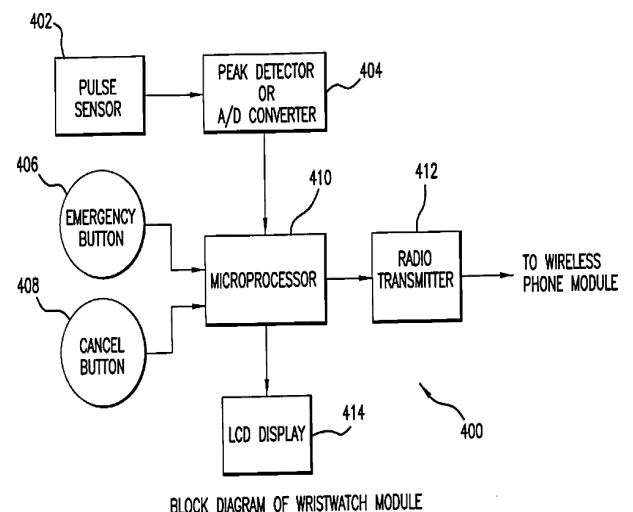 402
PULSE
SENSOR
PEAK DETECTOR
OR
A/D CONVERTER
404
406
EMERGENCY
BUTTON
410
MICROPROCESSOR
412
RADIO
TRANSMITTER
TO WIRELESS
PHONE MODULE
408
CANCEL
BUTTON
LCD DISPLAY
414
400
BLOCK DIAGRAM OF WRISTWATCH MODULE